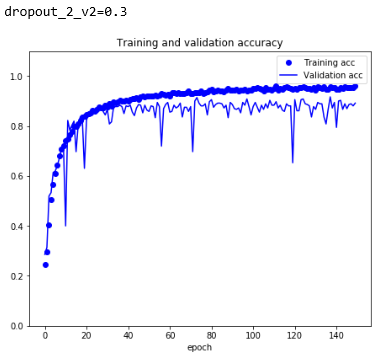 dropout_2_v2=0.3
Training and validation accuracy
Training acc
Validation acc
1.0
0.8
0.6
0.4
0.2
0.0
0 20 40 60 80 100 120 140
epoch